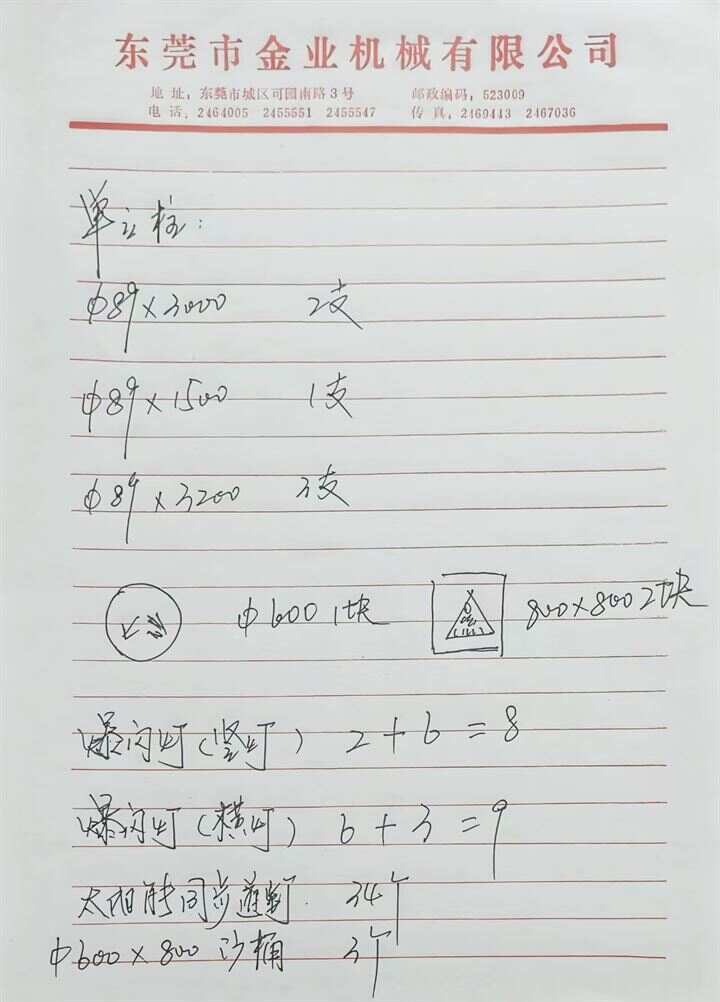 东莞市金业机械有限公司
地址：东莞市城区可园南路3号 邮政编码：523009
电话：2464005 2455551 2455547 传真：2469443 2467036
单立柱：
φ89×3000 2支
φ89×1500 1支
φ89×3200 3支
φ600 1块 800×800 2块
爆闪灯（竖灯） 2+6=8
爆闪灯（横灯） 6+3=9
太阳能同步道钉 34个
φ600×800 沙桶 3个